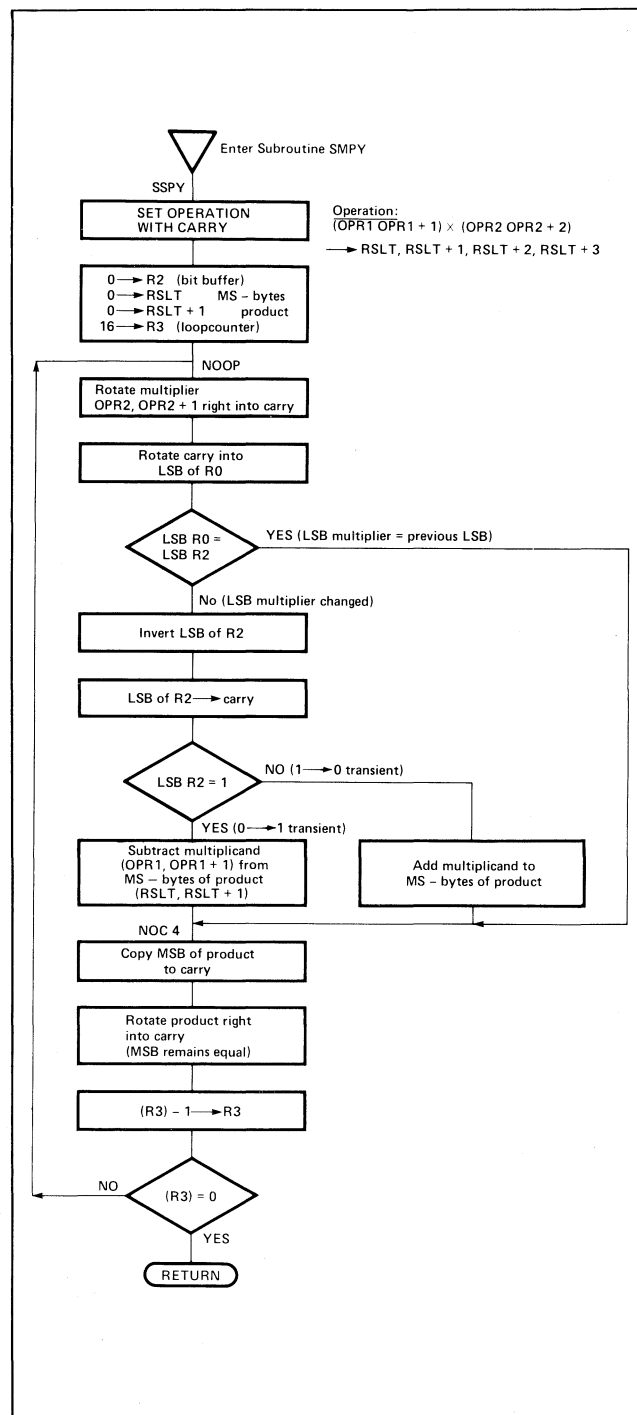 Enter Subroutine SMPY
SSPY
SET OPERATION
WITH CARRY
Operation:
(OPR1 OPR1 + 1) × (OPR2 OPR2 + 2)
→ RSLT, RSLT + 1, RSLT + 2, RSLT + 3
0→ R2 (bit buffer)
0→ RSLT MS – bytes
0→ RSLT + 1 product
16→ R3 (loopcounter)
NOOP
Rotate multiplier
OPR2, OPR2 + 1 right into carry
Rotate carry into
LSB of R0
LSB R0 =
LSB R2
YES (LSB multiplier = previous LSB)
No (LSB multiplier changed)
Invert LSB of R2
LSB of R2→ carry
LSB R2 = 1
NO (1→0 transient)
YES (0→1 transient)
Subtract multiplicand
(OPR1, OPR1 + 1) from
MS – bytes of product
(RSLT, RSLT + 1)
Add multiplicand to
MS – bytes of product
NOC 4
Copy MSB of product
to carry
Rotate product right
into carry
(MSB remains equal)
(R3) – 1→ R3
(R3) = 0
NO
YES
RETURN